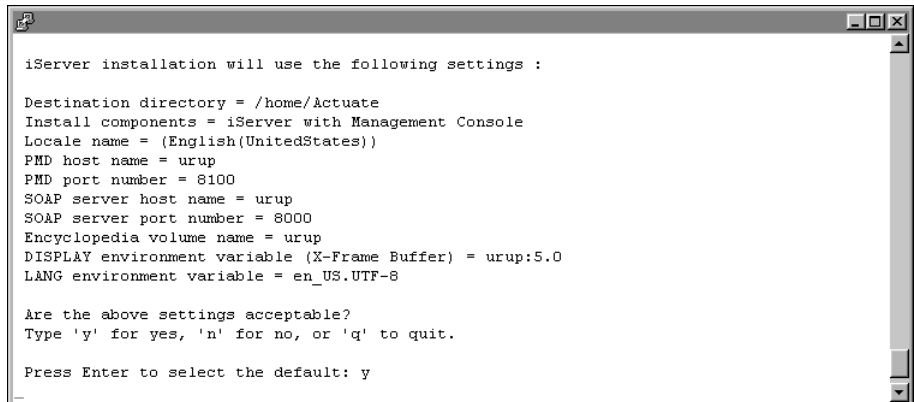 iServer installation will use the following settings :
Destination directory = /home/Actuate
Install components = iServer with Management Console
Locale name = (English(UnitedStates))
PMD host name = urup
PMD port number = 8100
SOAP server host name = urup
SOAP server port number = 8000
Encyclopedia volume name = urup
DISPLAY environment variable (X-Frame Buffer) = urup:5.0
LANG environment variable = en_US.UTF-8
Are the above settings acceptable?
Type 'y' for yes, 'n' for no, or 'q' to quit.
Press Enter to select the default: y